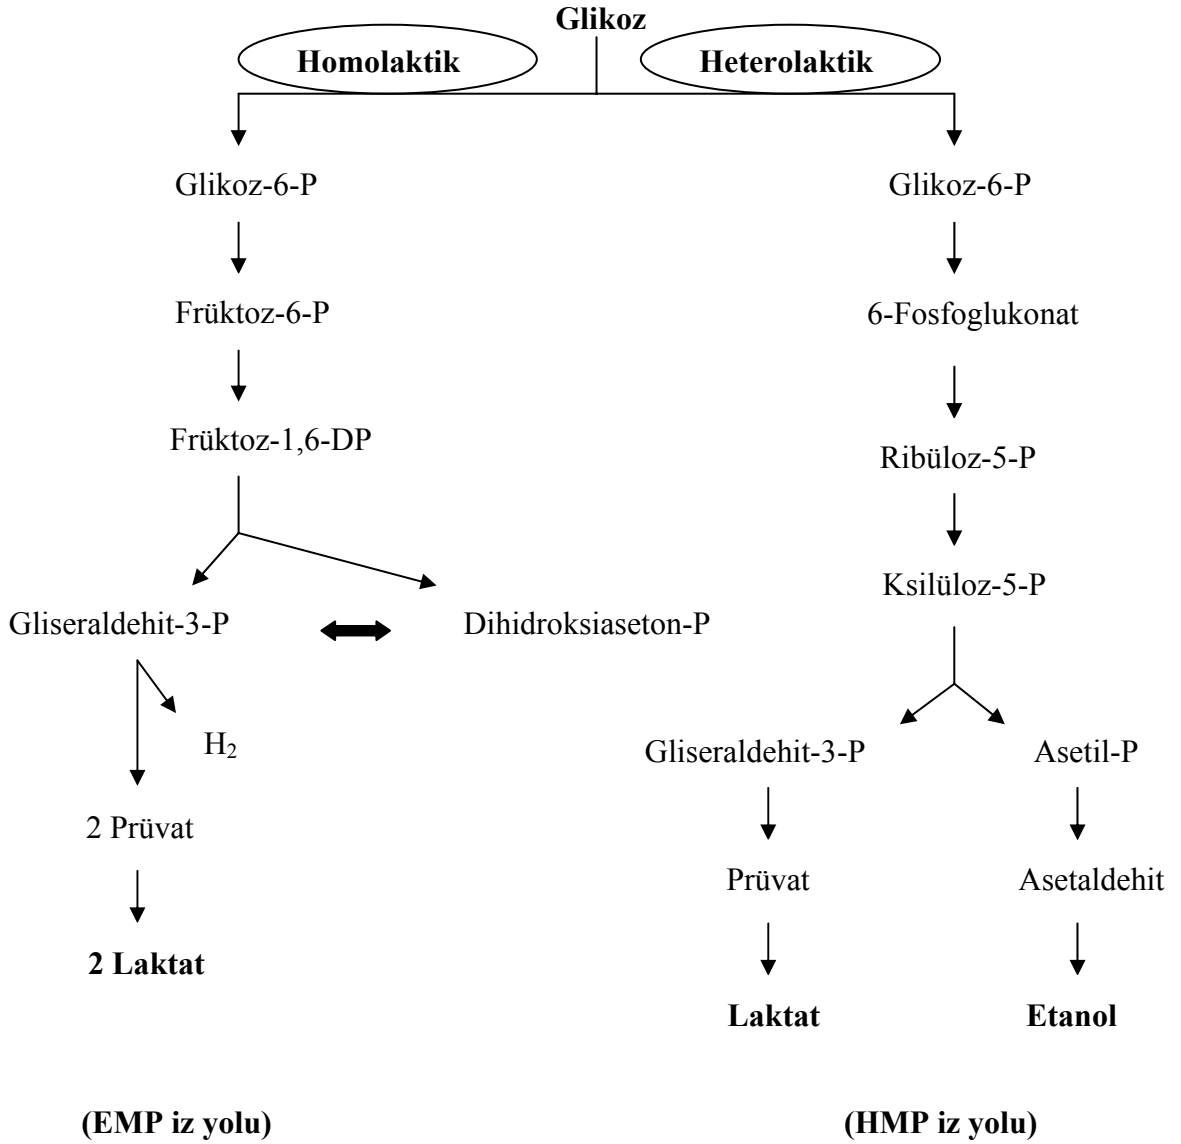 Glikoz
Homolaktik
Heterolaktik
Glikoz-6-P
Glikoz-6-P
Früktoz-6-P
6-Fosfoglukonat
Früktoz-1,6-DP
Ribüloz-5-P
Ksilüloz-5-P
Gliseraldehit-3-P
Dihidroksiaseton-P
H₂
Gliseraldehit-3-P
Asetil-P
2 Prüvat
Prüvat
Asetaldehit
2 Laktat
Laktat
Etanol
(EMP iz yolu)
(HMP iz yolu)